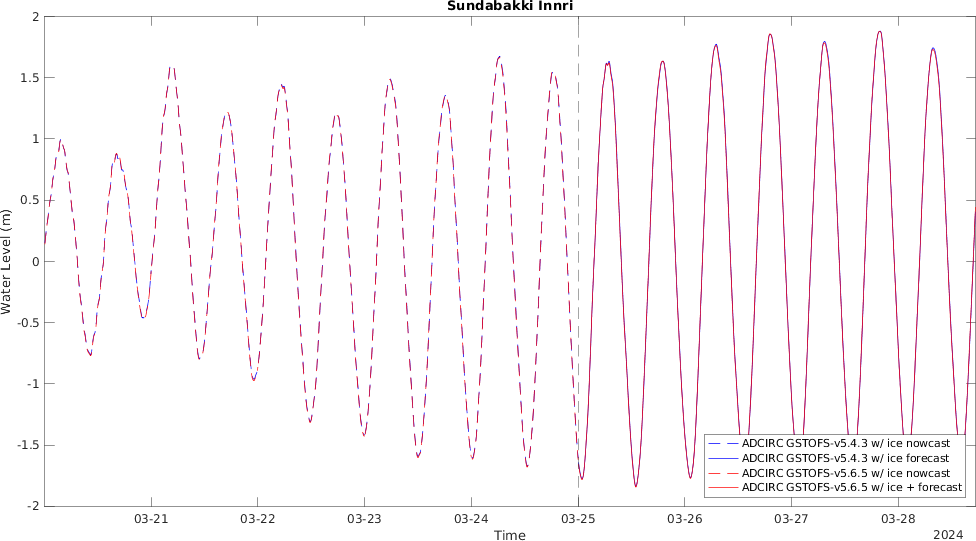 Sundabakki Innri
2
1.5
1
0.5
0
-0.5
-1
-1.5
-2
Water Level (m)
ADCIRC GSTOFS-v5.4.3 w/ ice nowcast
ADCIRC GSTOFS-v5.4.3 w/ ice forecast
ADCIRC GSTOFS-v5.6.5 w/ ice nowcast
ADCIRC GSTOFS-v5.6.5 w/ ice + forecast
03-21 03-22 03-23 03-24 03-25 03-26 03-27 03-28
Time
2024